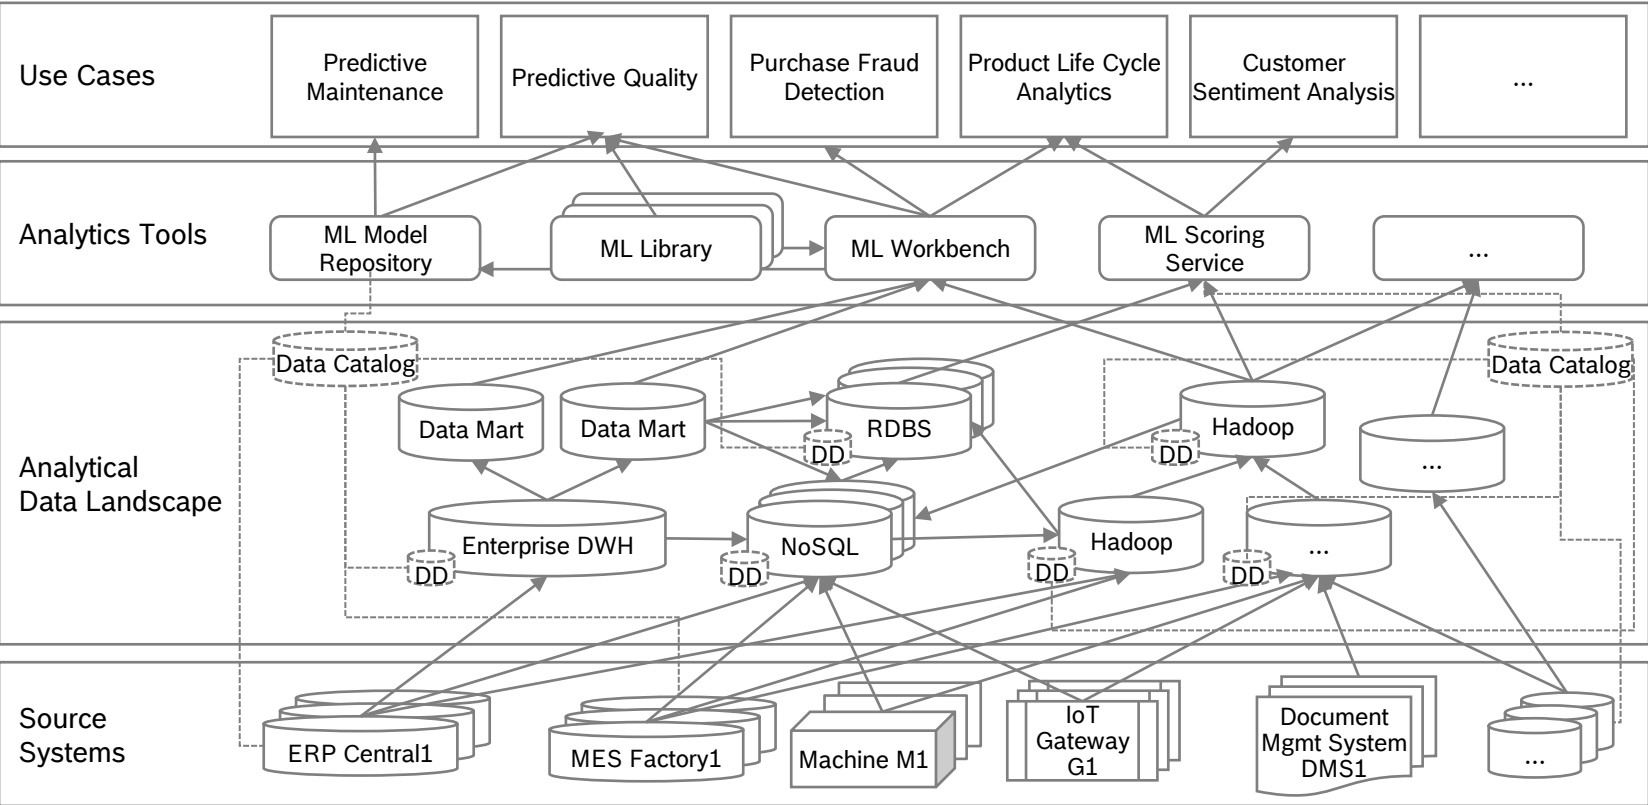 Use Cases
Predictive
Maintenance
Predictive Quality
Purchase Fraud
Detection
Product Life Cycle
Analytics
Customer
Sentiment Analysis
...
Analytics Tools
ML Model
Repository
ML Library
ML Workbench
ML Scoring
Service
...
Analytical
Data Landscape
Data Catalog
Data Catalog
Data Mart
Data Mart
RDBS
DD
Hadoop
DD
...
Enterprise DWH
DD
NoSQL
DD
Hadoop
DD
...
DD
Source
Systems
ERP Central1
MES Factory1
Machine M1
IoT
Gateway
G1
Document
Mgmt System
DMS1
...